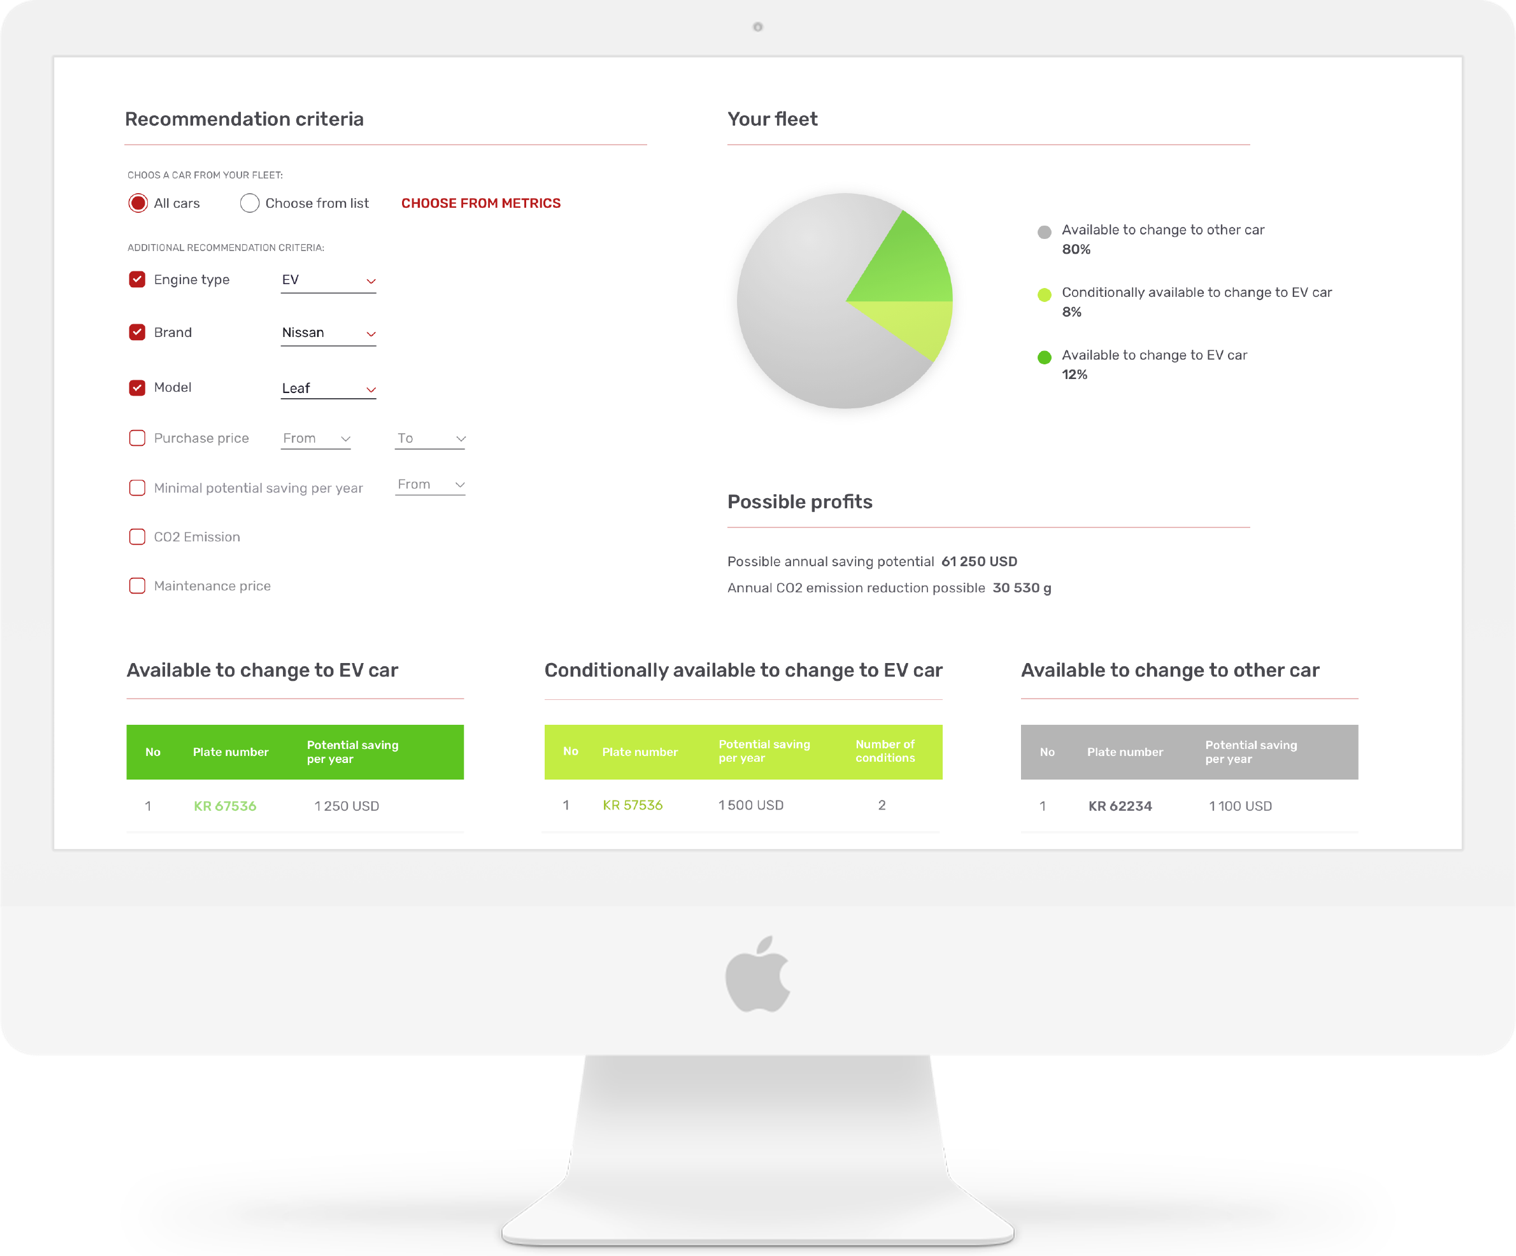 Recommendation criteria
CHOOS A CAR FROM YOUR FLEET:
All cars
Choose from list
CHOOSE FROM METRICS
ADDITIONAL RECOMMENDATION CRITERIA:
Engine type
EV
Brand
Nissan
Model
Leaf
Purchase price
From
To
Minimal potential saving per year
From
CO2 Emission
Maintenance price
Your fleet
Available to change to other car
80%
Conditionally available to change to EV car
8%
Available to change to EV car
12%
Possible profits
Possible annual saving potential 61 250 USD
Annual CO2 emission reduction possible 30 530 g
Available to change to EV car
No
Plate number
Potential saving
per year
1
KR 67536
1 250 USD
Conditionally available to change to EV car
No
Plate number
Potential saving
per year
Number of
conditions
1
KR 57536
1 500 USD
2
Available to change to other car
No
Plate number
Potential saving
per year
1
KR 62234
1 100 USD